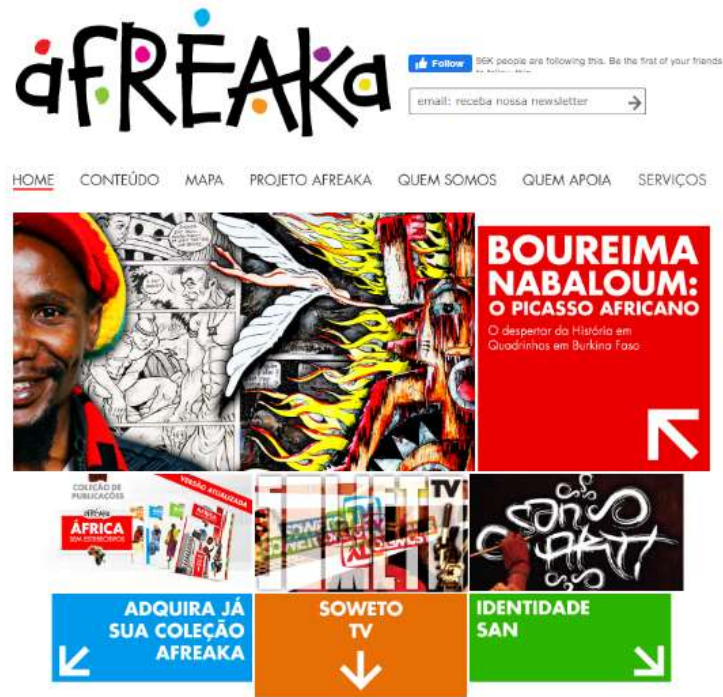 afREAKa
Follow
96K people are following this. Be the first of your friends
email: receba nossa newsletter
HOME
CONTEÚDO
MAPA
PROJETO AFREAKA
QUEM SOMOS
QUEM APOIA
SERVIÇOS
BOUREIMA
NABALOUM:
O PICASSO AFRICANO
O despertar da História em
Quadrinhos em Burkina Faso
COLEÇÃO DE
PUBLICAÇÕES
VERSÃO ATUALIZADA
ÁFRICA
SEM ESTEREÓTIPOS
SOWETO
TV
San
ART
ADQUIRA JÁ
SUA COLEÇÃO
AFREAKA
SOWETO
TV
IDENTIDADE
SAN